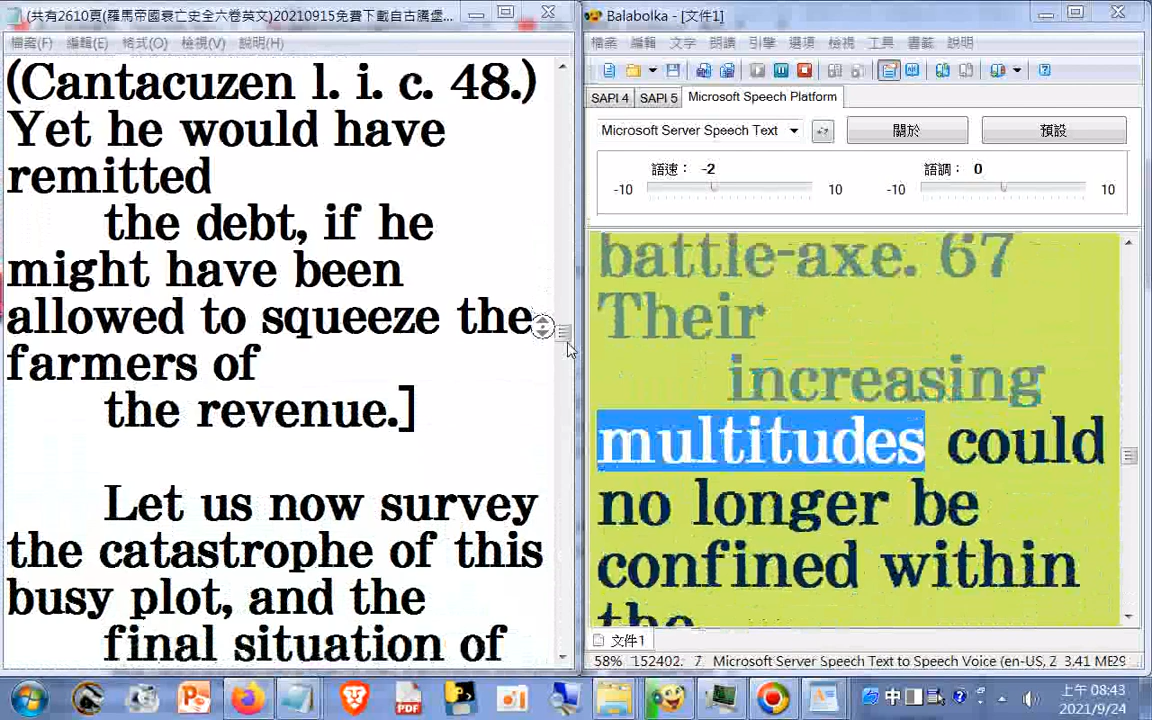 (共有2610頁(羅馬帝國衰亡史全六卷英文)20210915免費下載自古騰堡...
檔案(F) 編輯(E) 格式(O) 檢視(V) 說明(H)
(Cantacuzen l. i. c. 48.)
Yet he would have
remitted
the debt, if he
might have been
allowed to squeeze the
farmers of
the revenue.]
Let us now survey
the catastrophe of this
busy plot, and the
final situation of
Balabolka - [文件1]
檔案 編輯 文字 朗讀 引擎 選項 檢視 工具 書籤 說明
SAPI 4 SAPI 5 Microsoft Speech Platform
Microsoft Server Speech Text 關於 預設
語速： -2 語調： 0
-10 10 -10 10
battle-axe. 67
Their
increasing
multitudes could
no longer be
confined within
the
文件1
58% 152402. 7 Microsoft Server Speech Text to Speech Voice (en-US, Z 3.41 ME29
PDF 中 上午 08:43
2021/9/24